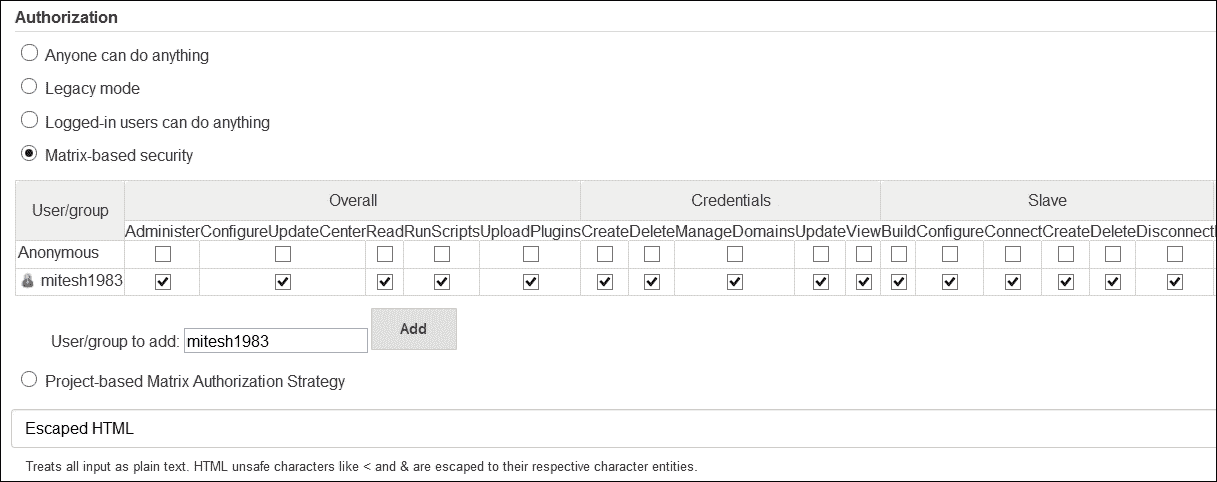 Authorization
Anyone can do anything
Legacy mode
Logged-in users can do anything
Matrix-based security
User/group Overall Credentials Slave
Administer ConfigureUpdateCenter Read RunScripts UploadPlugins Create Delete ManageDomains Update View Build Configure Connect Create Delete Disconnect
Anonymous
mitesh1983
User/group to add: mitesh1983 Add
Project-based Matrix Authorization Strategy
Escaped HTML
Treats all input as plain text. HTML unsafe characters like < and & are escaped to their respective character entities.